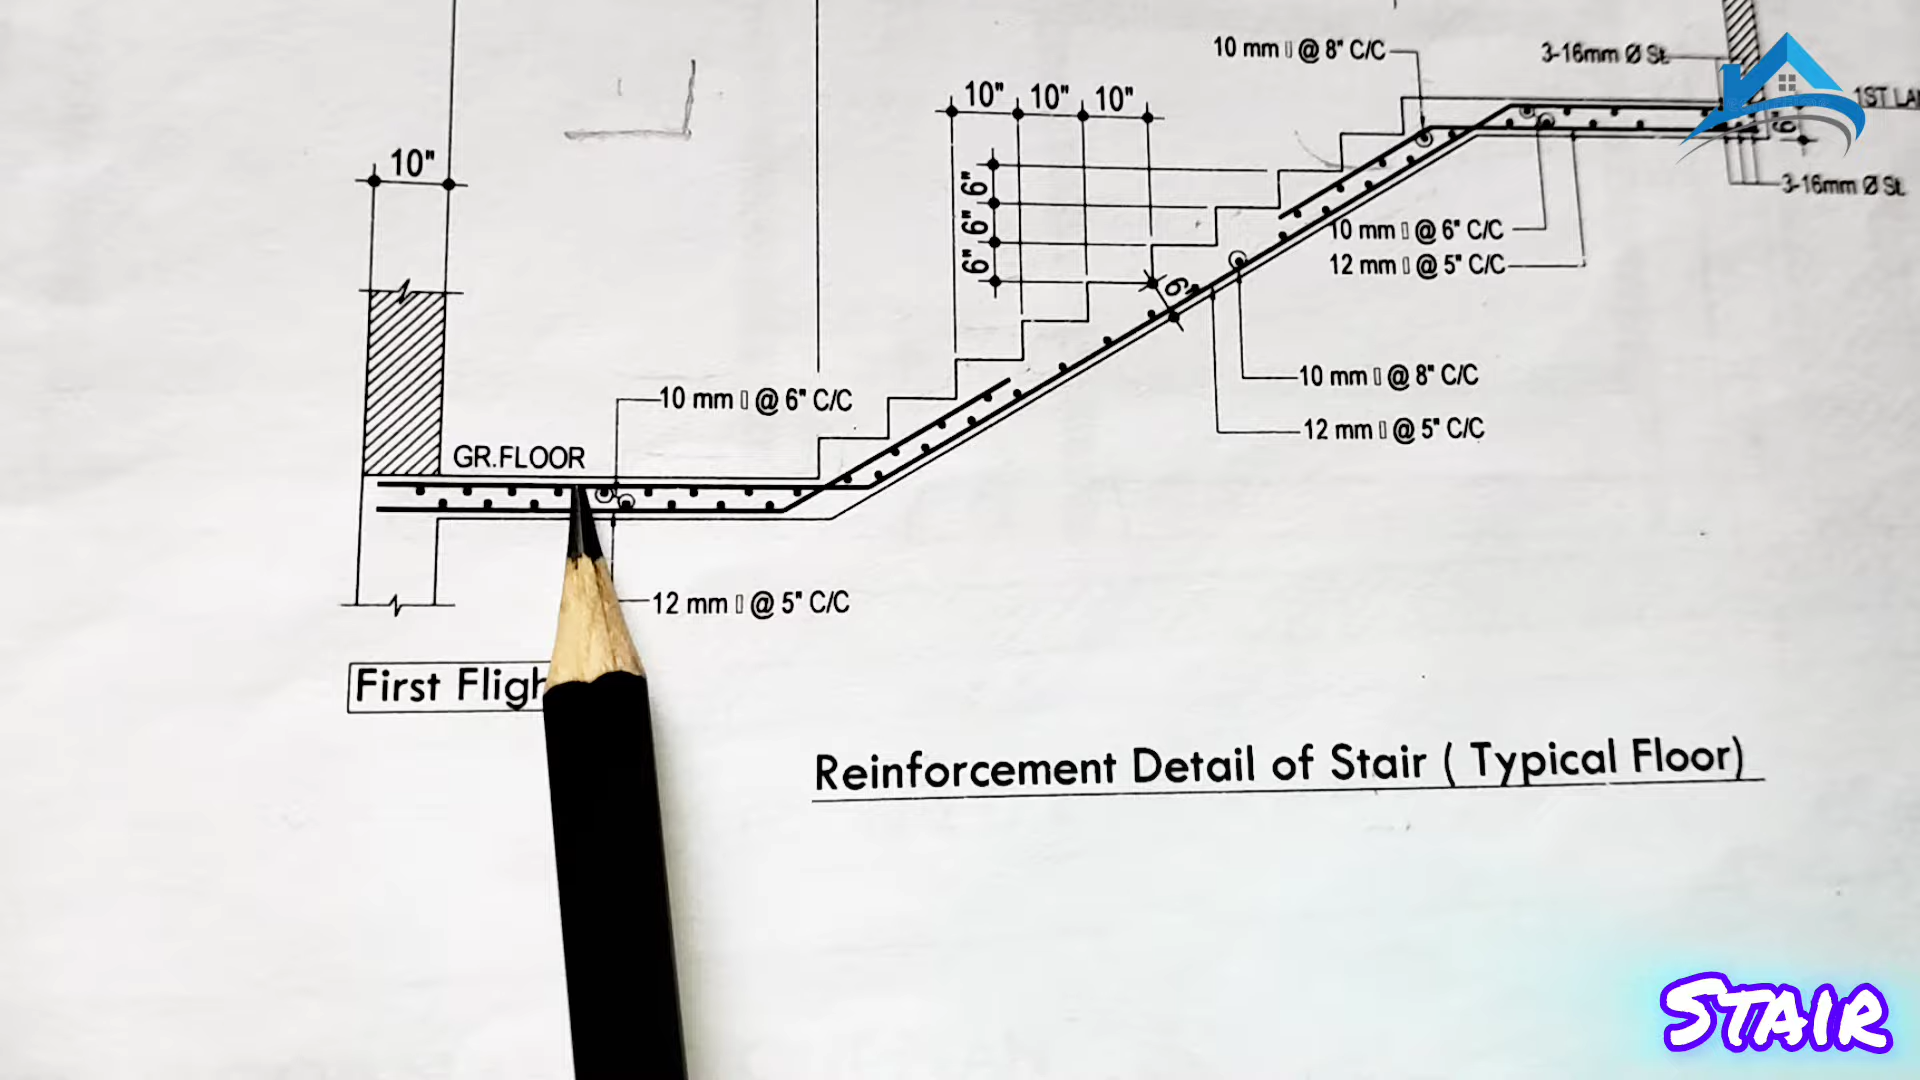 10 mm ▯ @ 8" C/C
3-16mm Ø St.
10" 10" 10"
1ST
10"
6"
6"
6"
6"
3-16mm Ø St.
10 mm ▯ @ 6" C/C
12 mm ▯ @ 5" C/C
6"
10 mm ▯ @ 8" C/C
12 mm ▯ @ 5" C/C
10 mm ▯ @ 6" C/C
GR.FLOOR
12 mm ▯ @ 5" C/C
First
Reinforcement Detail of Stair ( Typical Floor)
STAIR